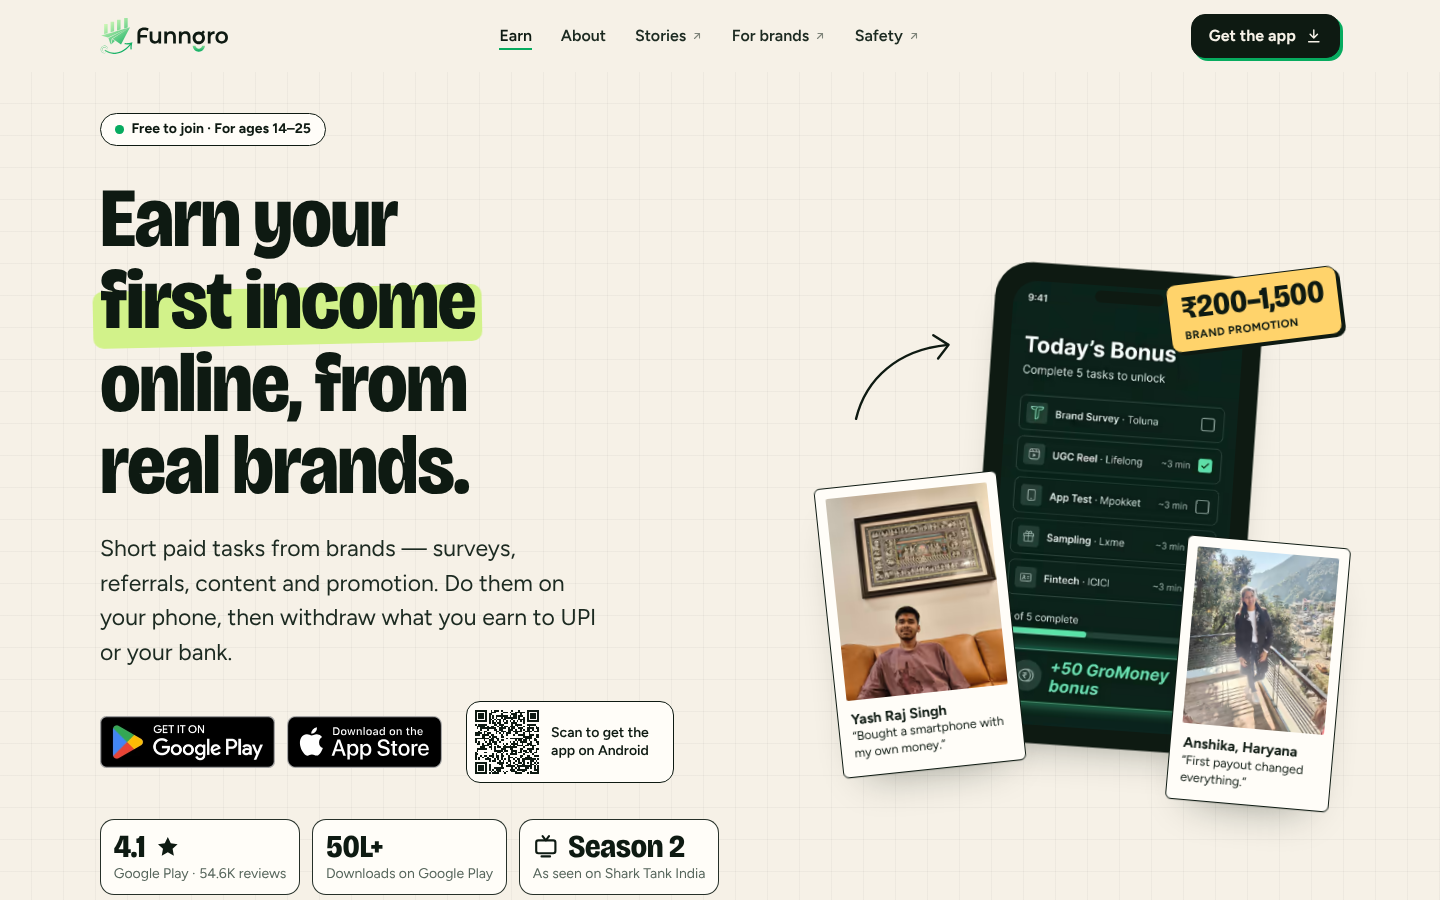 Funngro
Earn
About
Stories
For brands
Safety
Get the app
Free to join · For ages 14–25
Earn your
first income
online, from
real brands.
Short paid tasks from brands — surveys,
referrals, content and promotion. Do them on
your phone, then withdraw what you earn to UPI
or your bank.
GET IT ON
Google Play
Download on the
App Store
Scan to get the
app on Android
4.1 ★
Google Play · 54.6K reviews
50L+
Downloads on Google Play
Season 2
As seen on Shark Tank India
9:41
₹200–1,500
BRAND PROMOTION
Today's Bonus
Complete 5 tasks to unlock
Brand Survey · Toluna
UGC Reel · Lifelong ~3 min
App Test · Mpokket ~3 min
Sampling · Lxme ~3 min
Fintech · ICICI ~3 min
of 5 complete
+50 GroMoney
bonus
Yash Raj Singh
“Bought a smartphone with
my own money.”
Anshika, Haryana
“First payout changed
everything.”